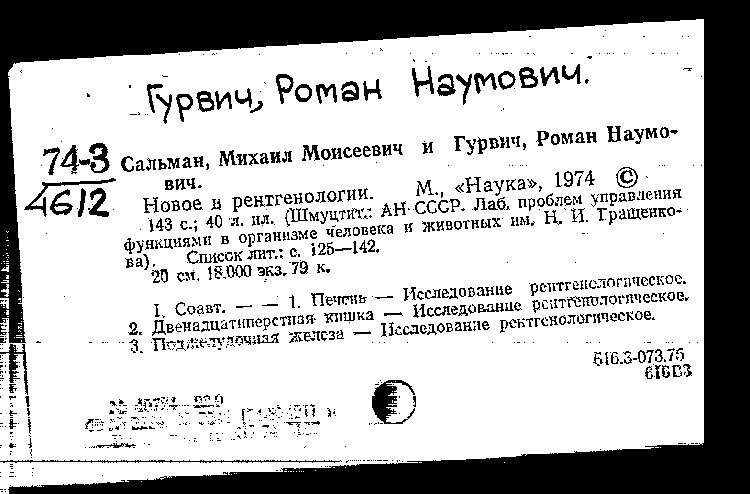 Гурвич, Роман Наумович.
74-3
4612
Сальман, Михаил Моисеевич и Гурвич, Роман Наумо-
вич.
Новое в рентгенологии. М., «Наука», 1974 ©
143 с.; 40 л. ил. (Шмуцтит.: АН СССР. Лаб. проблем управления
функциями в организме человека и животных им. Н. И. Гращенко-
ва). Список лит.: с. 125—142.
20 см. 18.000 экз. 79 к.
I. Соавт. — — 1. Печень — Исследование рентгенологическое.
2. Двенадцатиперстная кишка — Исследование рентгенологическое.
3. Поджелудочная железа — Исследование рентгенологическое.
616.3-073.75
616В3
№